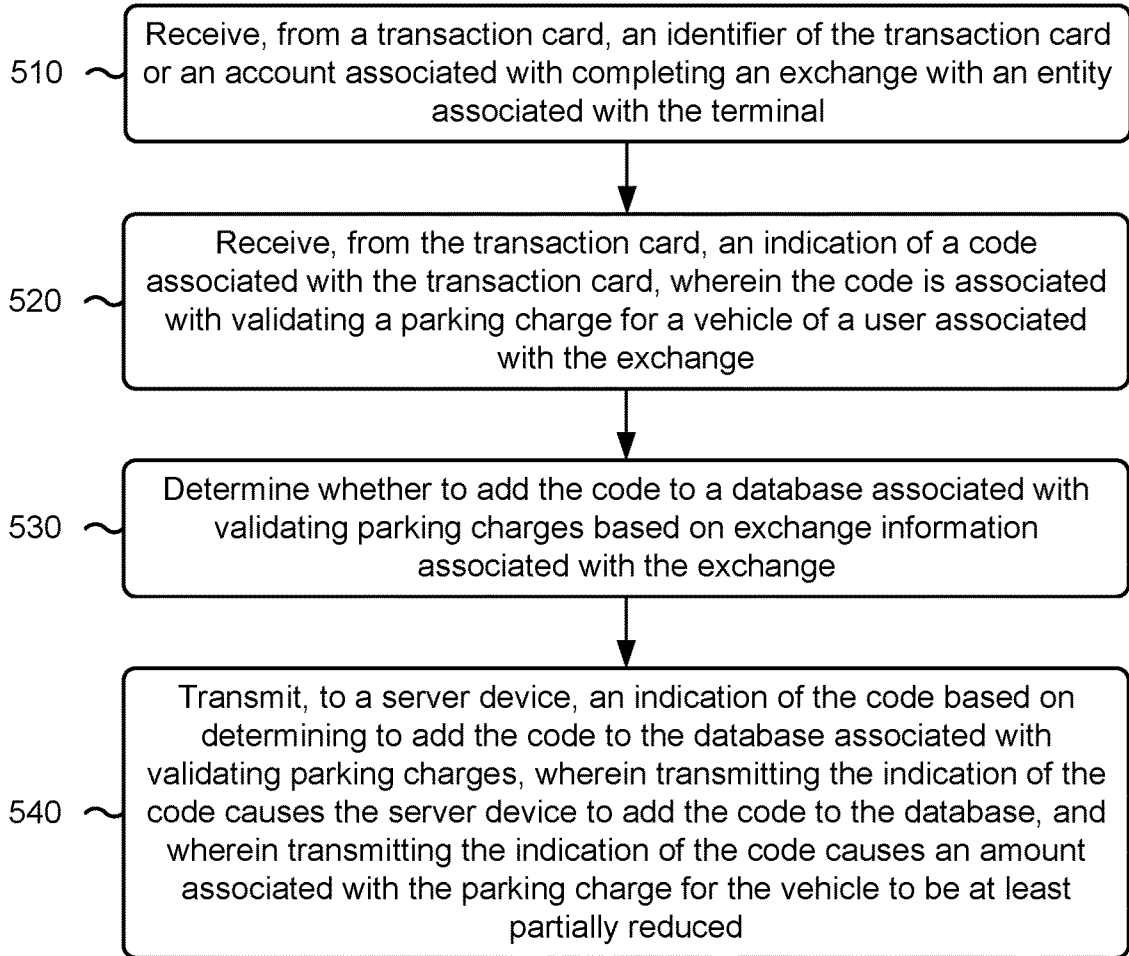 Receive, from a transaction card, an identifier of the transaction card
510 or an account associated with completing an exchange with an entity
associated with the terminal
Receive, from the transaction card, an indication of a code
associated with the transaction card, wherein the code is associated
520 with validating a parking charge for a vehicle of a user associated
with the exchange
Determine whether to add the code to a database associated with
530 validating parking charges based on exchange information
associated with the exchange
Transmit, to a server device, an indication of the code based on
determining to add the code to the database associated with
validating parking charges, wherein transmitting the indication of the
540 code causes the server device to add the code to the database, and
wherein transmitting the indication of the code causes an amount
associated with the parking charge for the vehicle to be at least
partially reduced